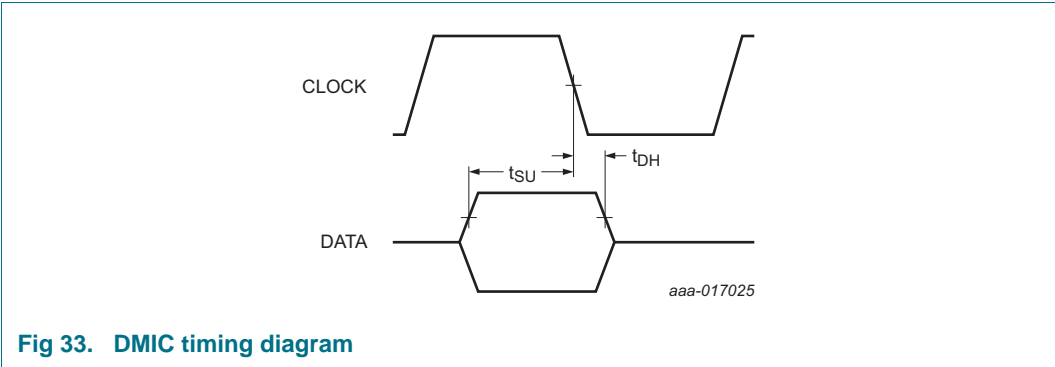 CLOCK
tDH
tSU
DATA
aaa-017025
Fig 33. DMIC timing diagram